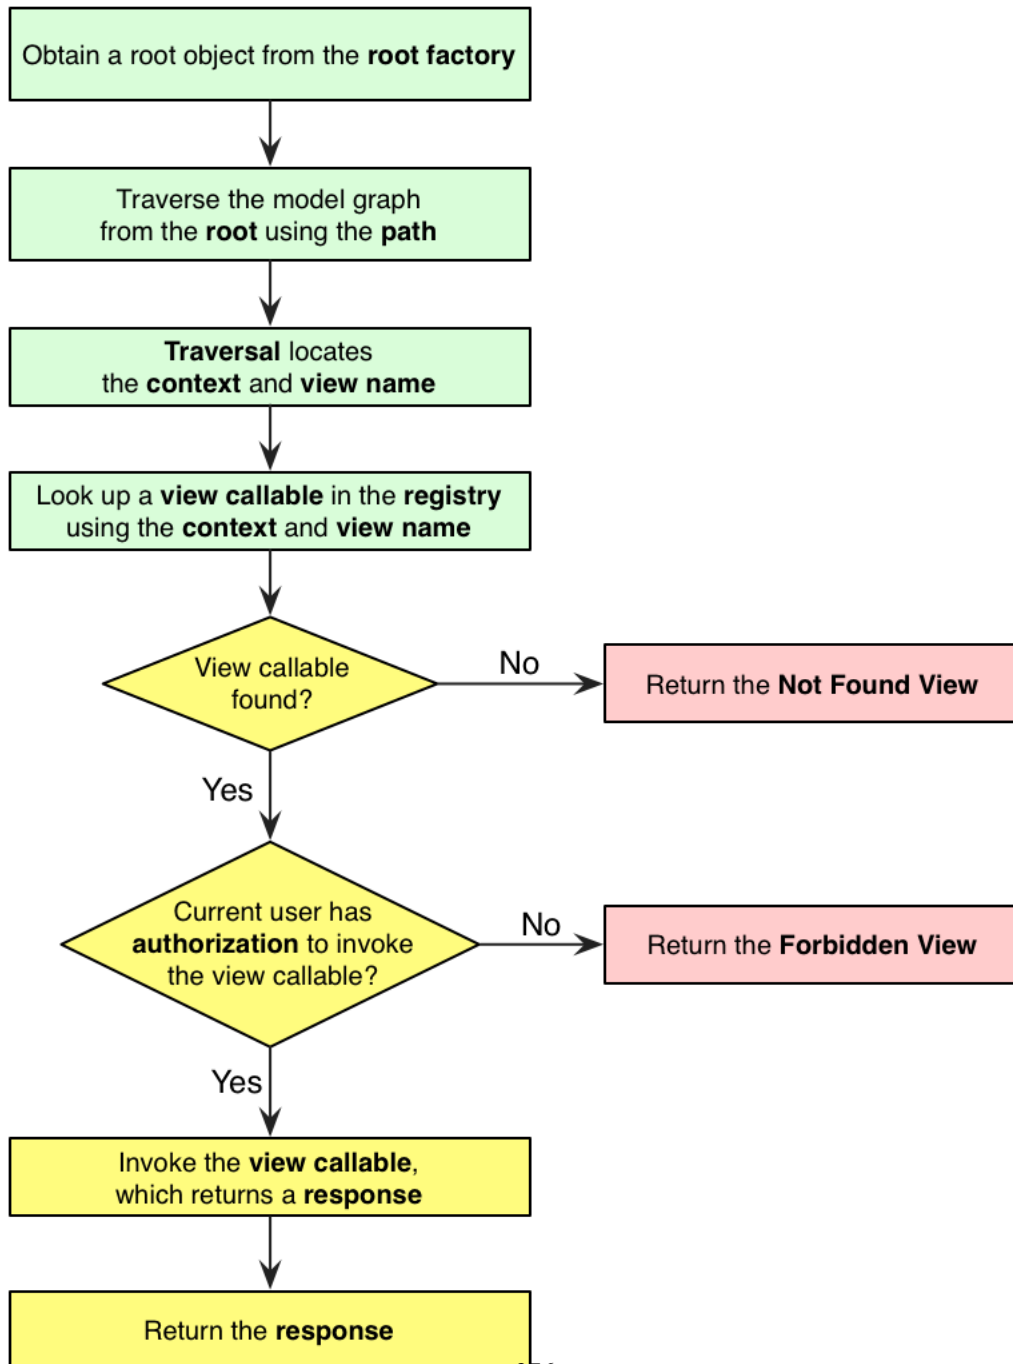 Obtain a root object from the root factory
Traverse the model graph
from the root using the path
Traversal locates
the context and view name
Look up a view callable in the registry
using the context and view name
View callable
found?
No
Return the Not Found View
Yes
Current user has
authorization to invoke
the view callable?
No
Return the Forbidden View
Yes
Invoke the view callable,
which returns a response
Return the response